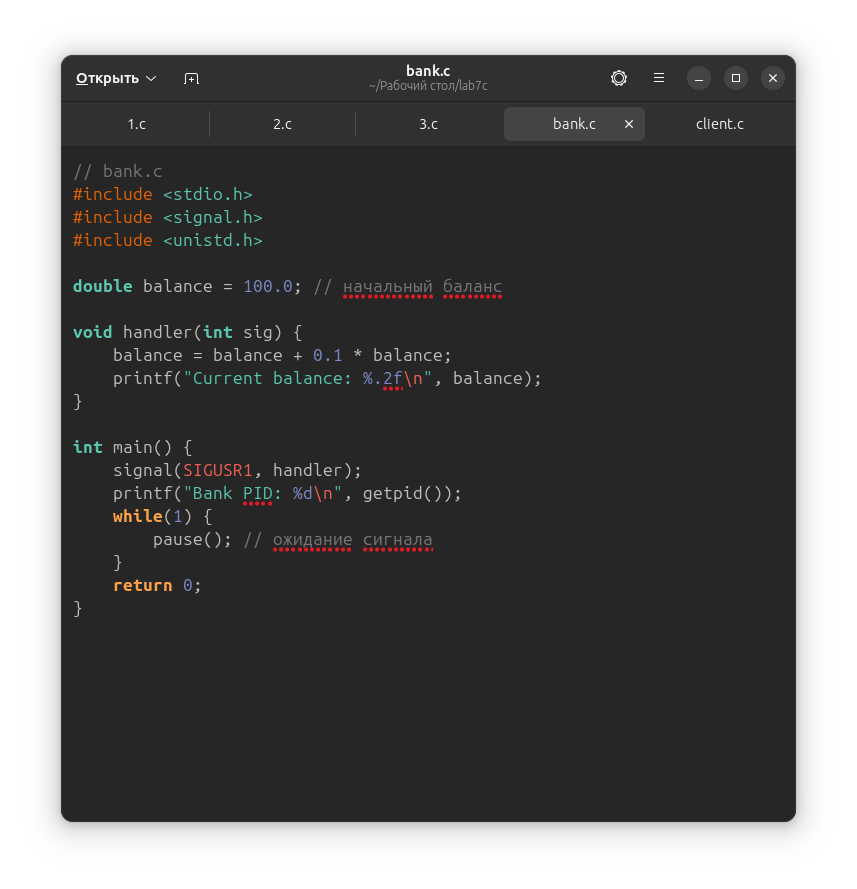 Открыть
bank.c
~/Рабочий стол/lab7c
1.c 2.c 3.c bank.c client.c
// bank.c
#include <stdio.h>
#include <signal.h>
#include <unistd.h>
double balance = 100.0; // начальный баланс
void handler(int sig) {
    balance = balance + 0.1 * balance;
    printf("Current balance: %.2f\n", balance);
}
int main() {
    signal(SIGUSR1, handler);
    printf("Bank PID: %d\n", getpid());
    while(1) {
        pause(); // ожидание сигнала
    }
    return 0;
}